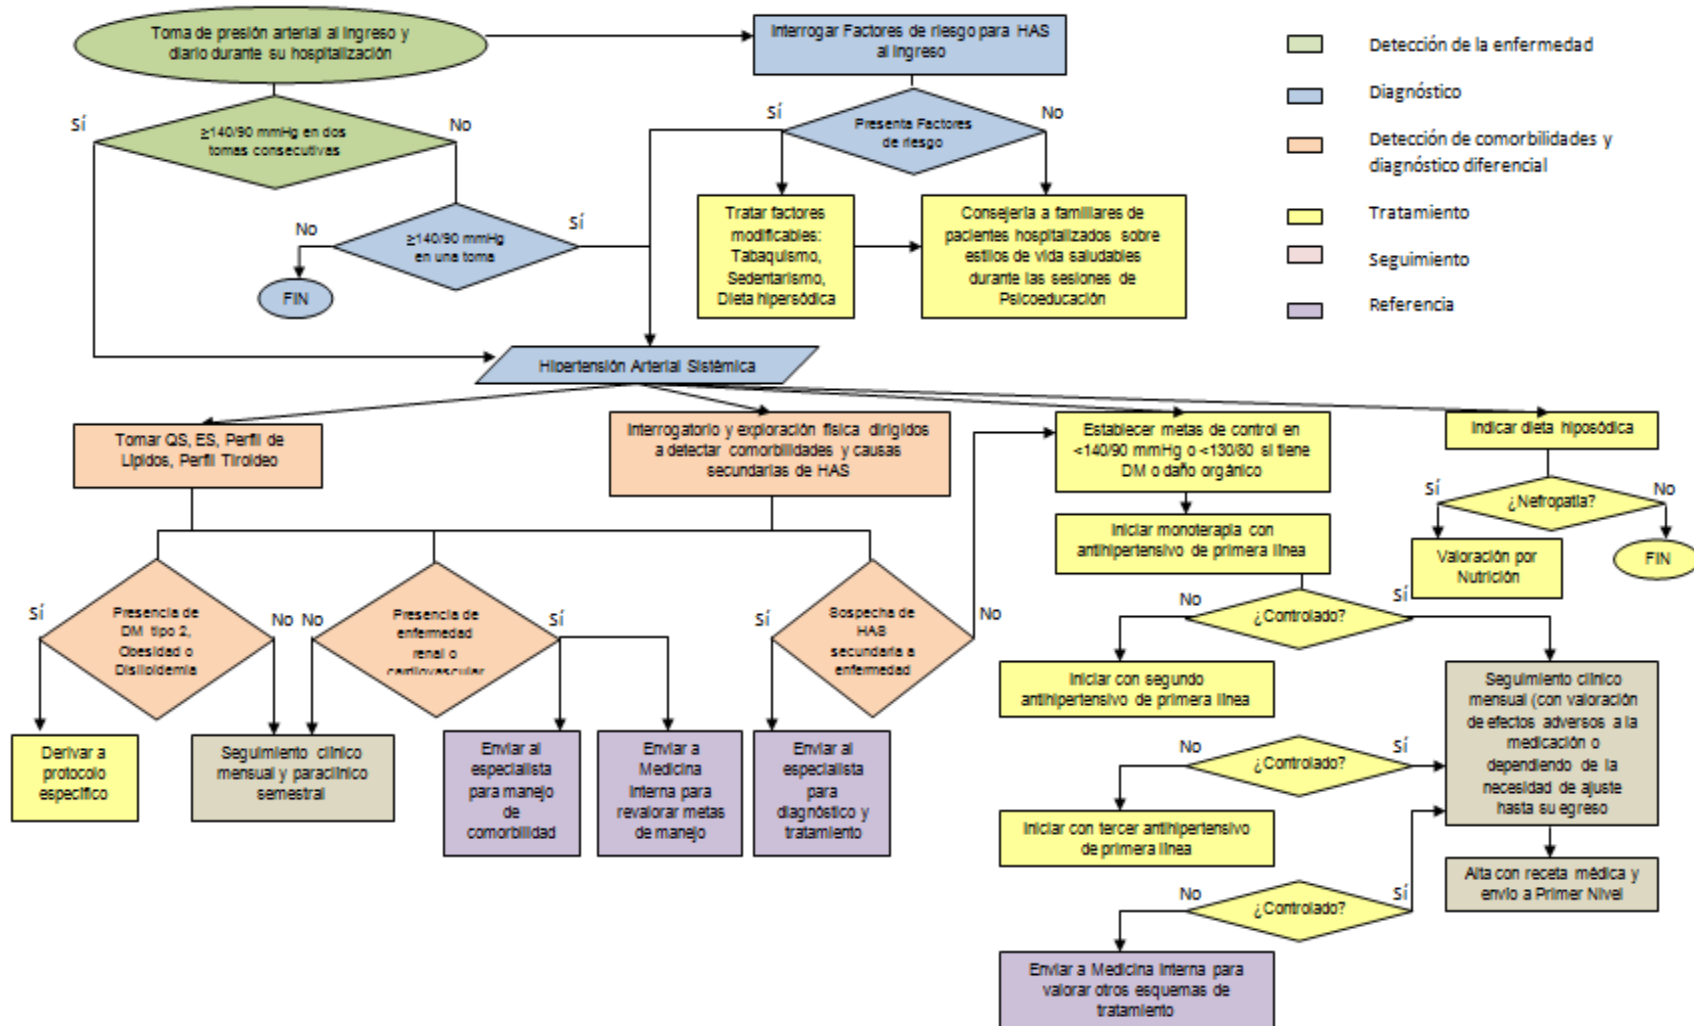 Toma de presión arterial al ingreso y
diario durante su hospitalización
Interrogar Factores de riesgo para HAS
al ingreso
Detección de la enfermedad
Diagnóstico
Detección de comorbilidades y
diagnóstico diferencial
Tratamiento
Seguimiento
Referencia
Sí
≥140/90 mmHg en dos
tomas consecutivas
No
Sí
Presenta Factores
de riesgo
No
No
≥140/90 mmHg
en una toma
Sí
FIN
Tratar factores
modificables:
Tabaquismo,
Sedentarismo,
Dieta hipersódica
Consejería a familiares de
pacientes hospitalizados sobre
estilos de vida saludables
durante las sesiones de
Psicoeducación
Hipertensión Arterial Sistémica
Tomar QS, ES, Perfil de
Lípidos, Perfil Tiroideo
Interrogatorio y exploración física dirigidos
a detectar comorbilidades y causas
secundarias de HAS
Establecer metas de control en
<140/90 mmHg o <130/80 si tiene
DM o daño orgánico
Indicar dieta hiposódica
Sí
¿Nefropatía?
No
Valoración por
Nutrición
FIN
Iniciar monoterapia con
antihipertensivo de primera línea
Sí
Presencia de
DM tipo 2,
Obesidad o
Dislipidemia
No
No
Presencia de
enfermedad
renal o
cardiovascular
Sí
Sí
Sospecha de
HAS
secundaria a
enfermedad
No
No
¿Controlado?
Sí
Iniciar con segundo
antihipertensivo de primera línea
Seguimiento clínico
mensual (con valoración
de efectos adversos a la
medicación o
dependiendo de la
necesidad de ajuste
hasta su egreso
Derivar a
protocolo
específico
Seguimiento clínico
mensual y paraclínico
semestral
Enviar al
especialista
para manejo
de
comorbilidad
Enviar a
Medicina
Interna para
revalorar metas
de manejo
Enviar al
especialista
para
diagnóstico y
tratamiento
No
¿Controlado?
Sí
Iniciar con tercer antihipertensivo
de primera línea
Alta con receta médica y
envío a Primer Nivel
No
¿Controlado?
Sí
Enviar a Medicina Interna para
valorar otros esquemas de
tratamiento